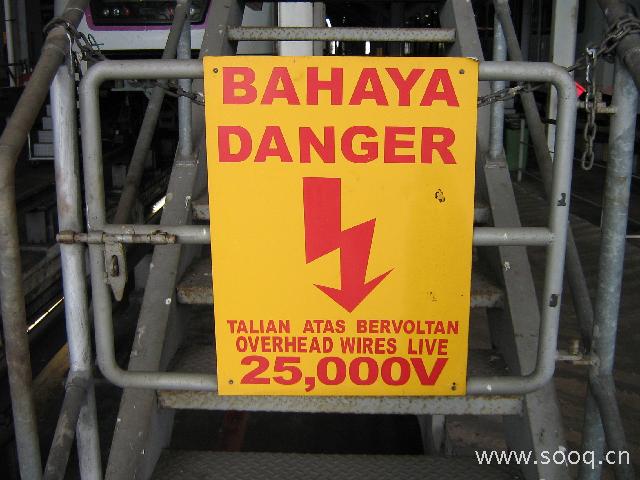 BAHAYA
DANGER
TALIAN ATAS BERVOLTAN
OVERHEAD WIRES LIVE
25,000V
www.sooq.cn